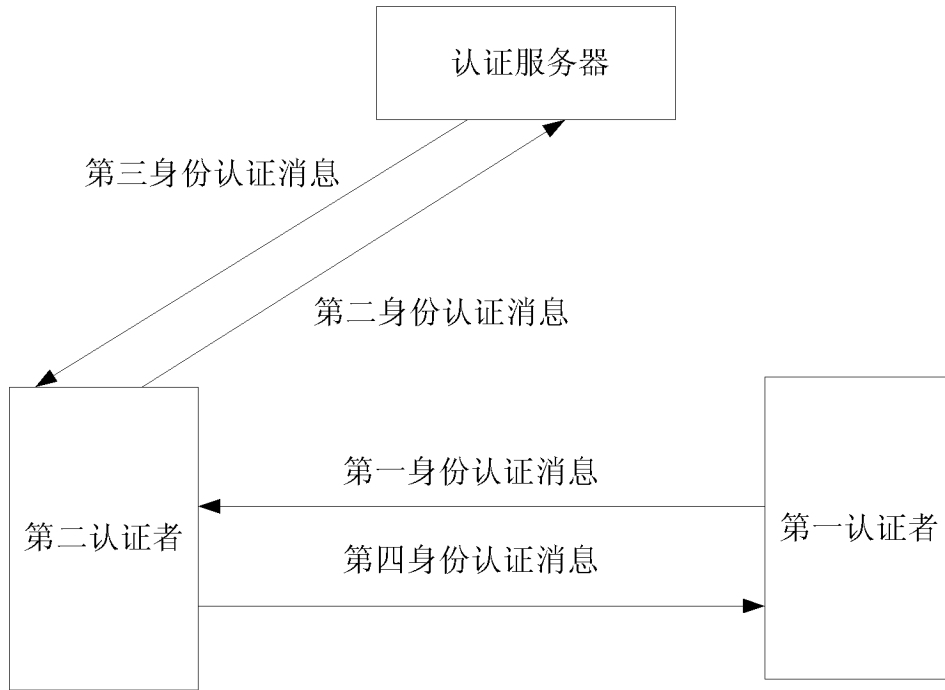 认证服务器
第三身份认证消息
第二身份认证消息
第一身份认证消息
第二认证者
第一认证者
第四身份认证消息